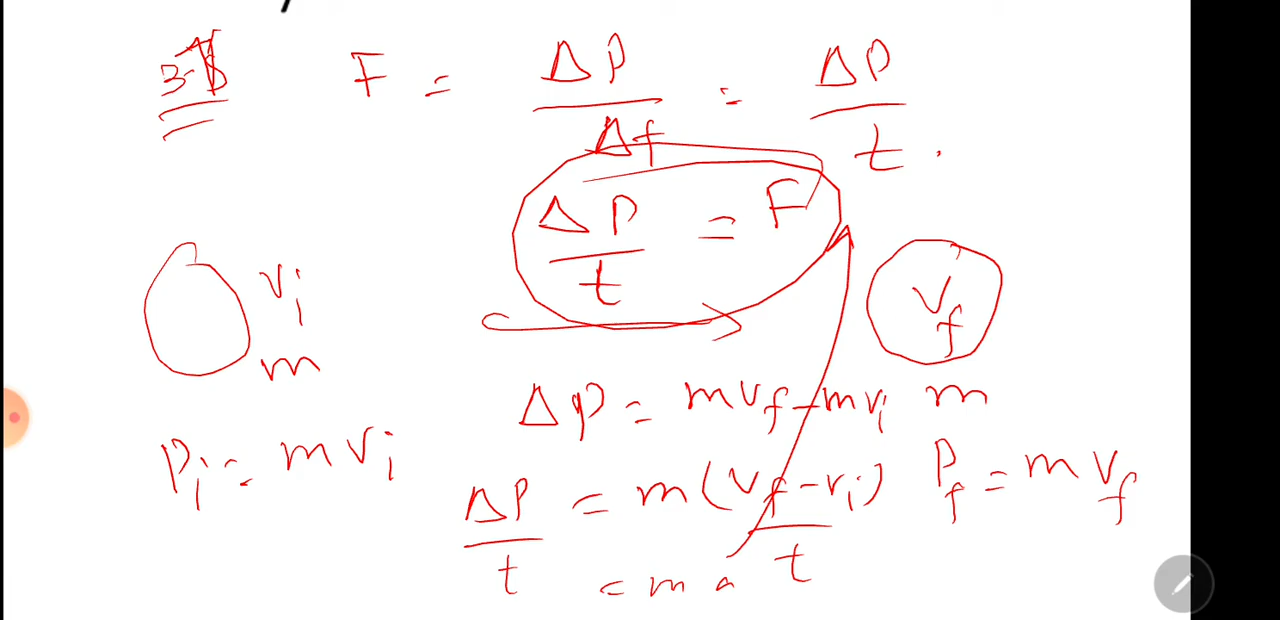 F = ΔP/Δt = ΔP/t .
ΔP/t = F
vi
m
Vf
m
Pi = mvi
ΔP = mvf - mvi
Pf = mVf
ΔP/t = m(Vf - vi)/t
= ma